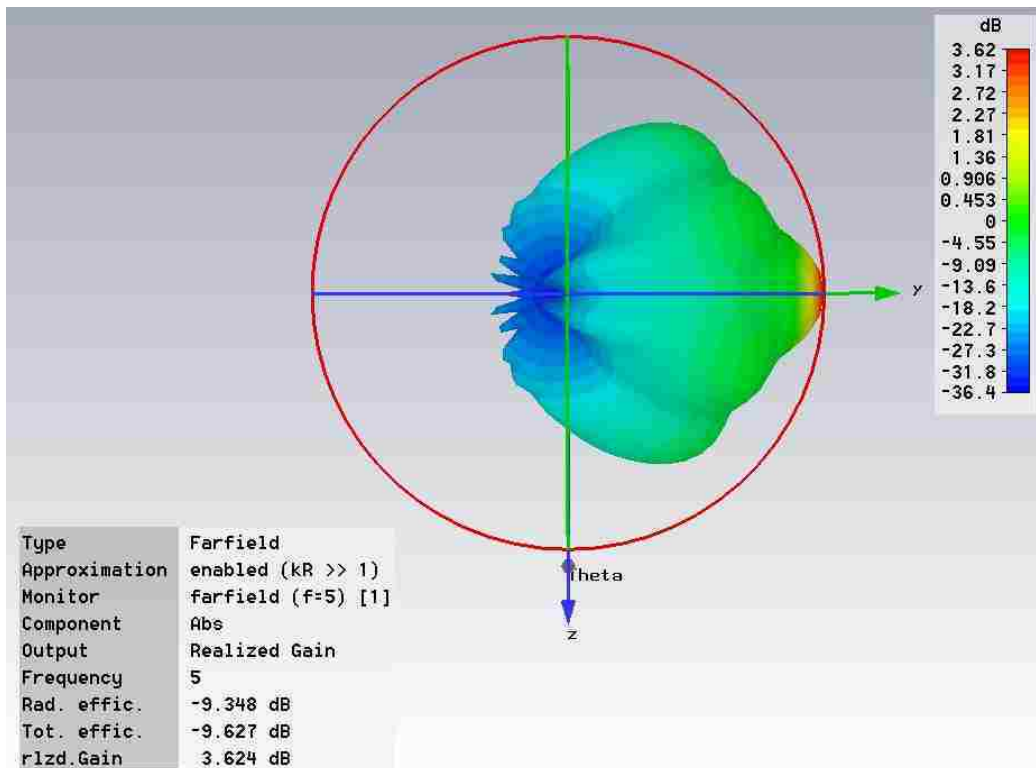 dB
3.62
3.17
2.72
2.27
1.81
1.36
0.906
0.453
0
-4.55
-9.09
-13.6
-18.2
-22.7
-27.3
-31.8
-36.4
y
Theta
z
Type Farfield
Approximation enabled (kR >> 1)
Monitor farfield (f=5) [1]
Component Abs
Output Realized Gain
Frequency 5
Rad. effic. -9.348 dB
Tot. effic. -9.627 dB
rlzd.Gain 3.624 dB